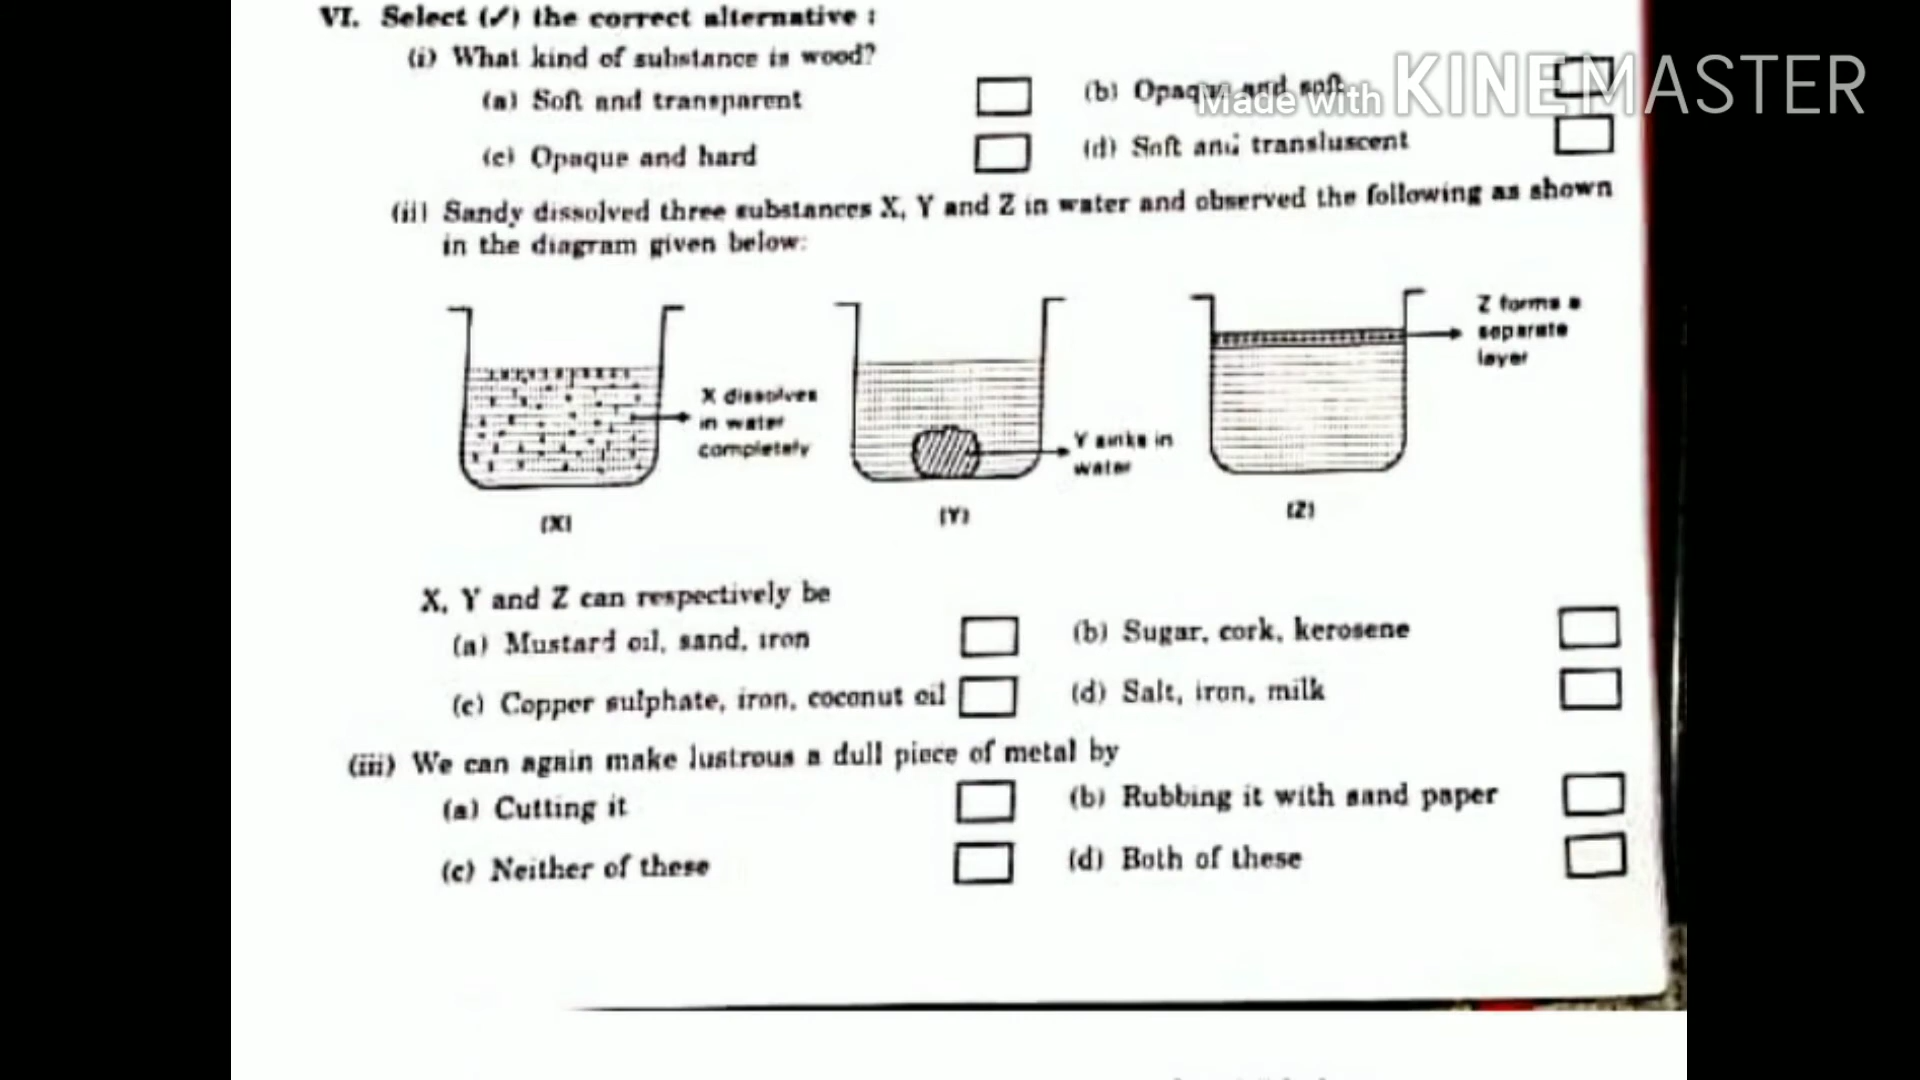 VI. Select (✓) the correct alternative :
(i) What kind of substance is wood?
(a) Soft and transparent
(b) Opaque and soft
(c) Opaque and hard
(d) Soft and transluscent
(ii) Sandy dissolved three substances X, Y and Z in water and observed the following as shown
in the diagram given below:
X dissolves
in water
completely
(X)
Y sinks in
water
(Y)
Z forms a
separate
layer
(Z)
X, Y and Z can respectively be
(a) Mustard oil, sand, iron
(b) Sugar, cork, kerosene
(c) Copper sulphate, iron, coconut oil
(d) Salt, iron, milk
(iii) We can again make lustrous a dull piece of metal by
(a) Cutting it
(b) Rubbing it with sand paper
(c) Neither of these
(d) Both of these
Made with KINEMASTER